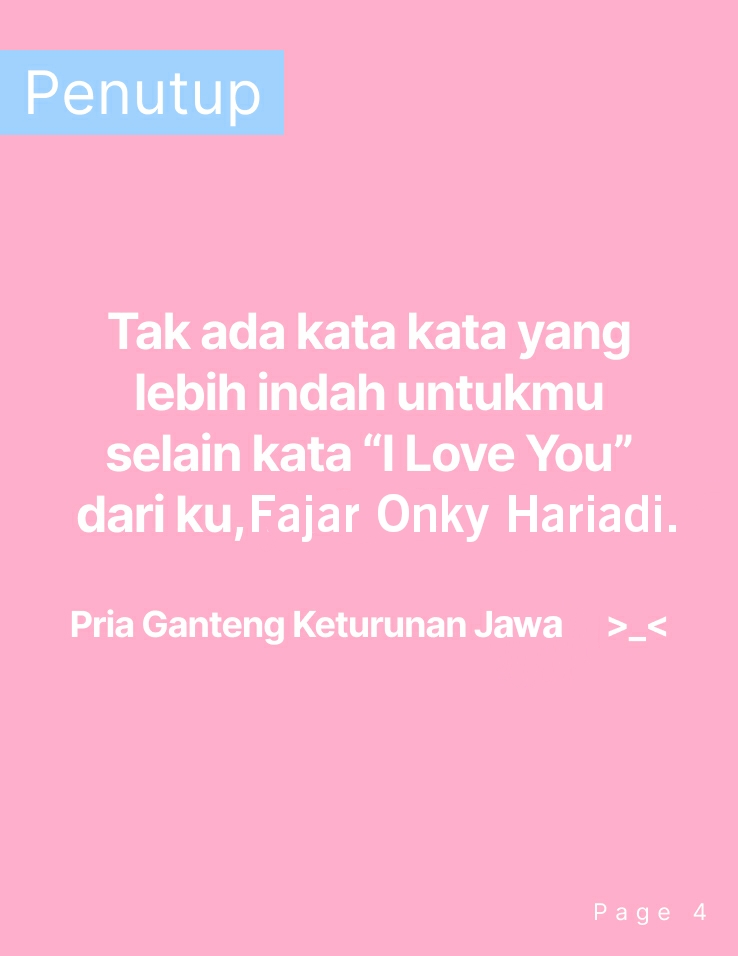 Penutup
Tak ada kata kata yang
lebih indah untukmu
selain kata “I Love You”
dari ku,Fajar Onky Hariadi.
Pria Ganteng Keturunan Jawa >_<
Page 4